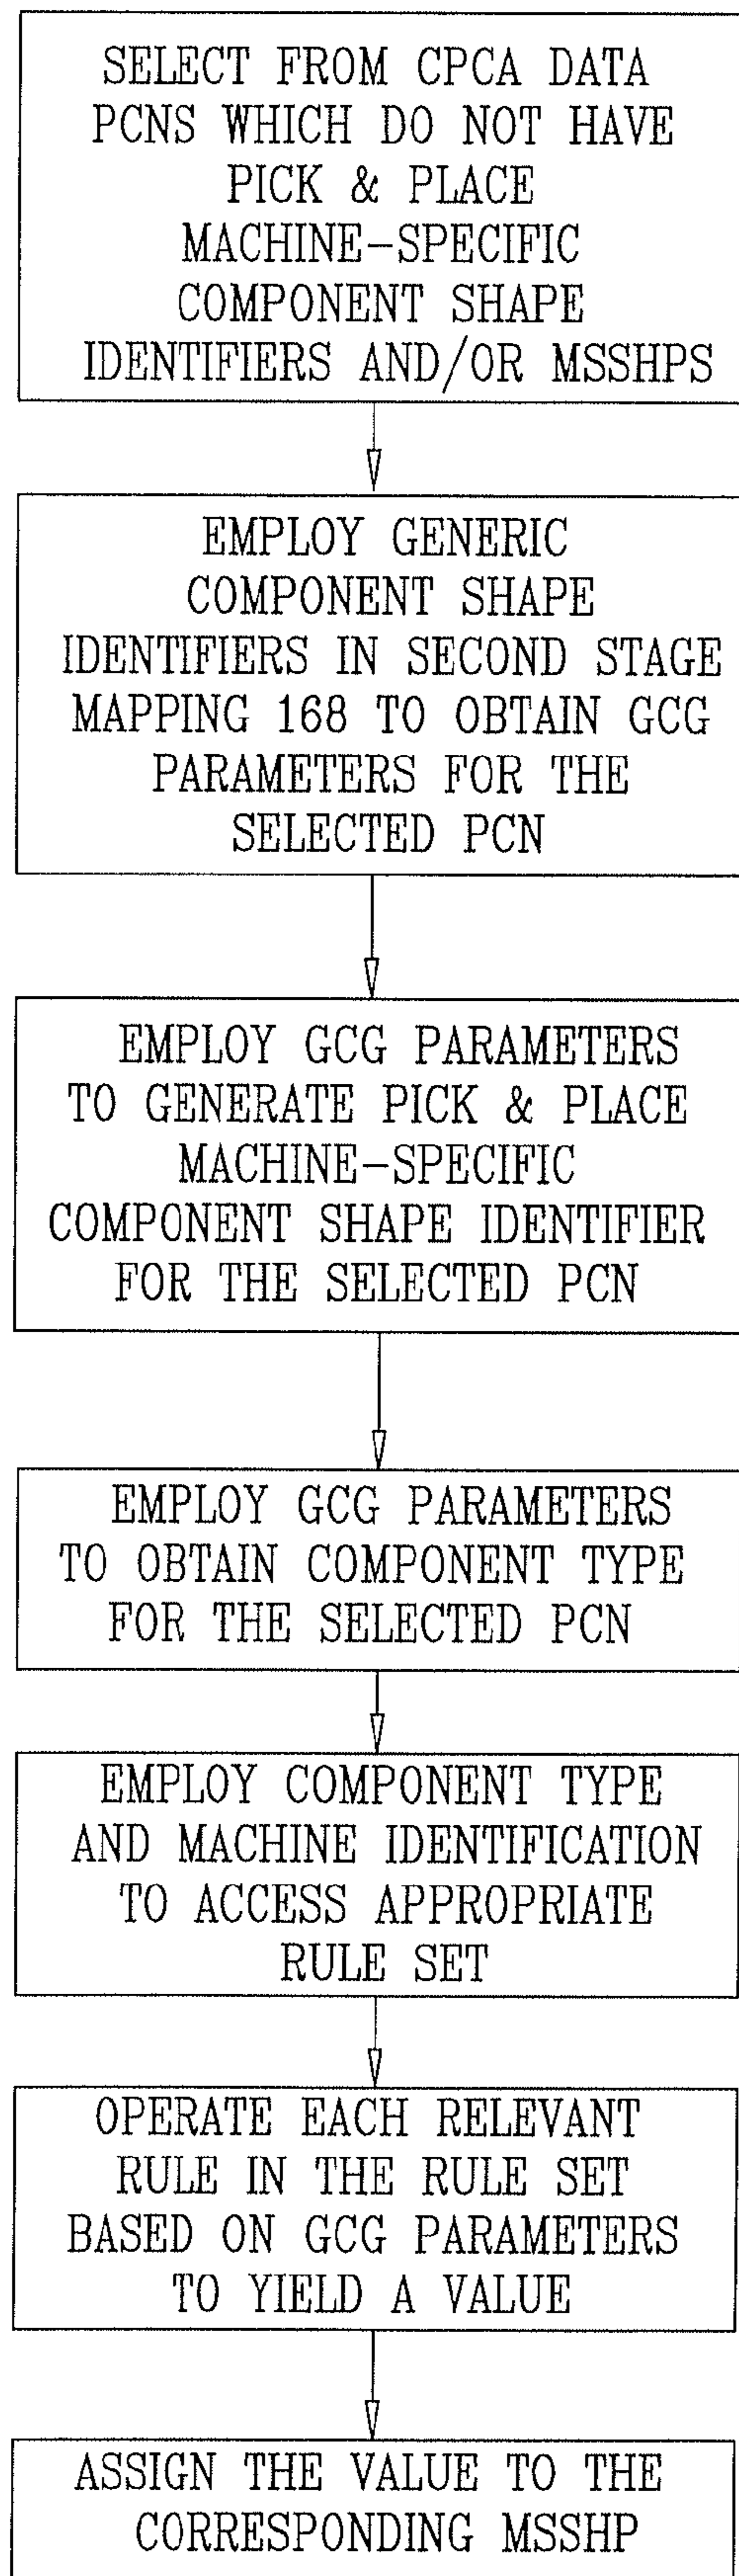 SELECT FROM CPCA DATA
PCNS WHICH DO NOT HAVE
PICK & PLACE
MACHINE-SPECIFIC
COMPONENT SHAPE
IDENTIFIERS AND/OR MSSHPS
EMPLOY GENERIC
COMPONENT SHAPE
IDENTIFIERS IN SECOND STAGE
MAPPING 168 TO OBTAIN GCG
PARAMETERS FOR THE
SELECTED PCN
EMPLOY GCG PARAMETERS
TO GENERATE PICK & PLACE
MACHINE-SPECIFIC
COMPONENT SHAPE IDENTIFIER
FOR THE SELECTED PCN
EMPLOY GCG PARAMETERS
TO OBTAIN COMPONENT TYPE
FOR THE SELECTED PCN
EMPLOY COMPONENT TYPE
AND MACHINE IDENTIFICATION
TO ACCESS APPROPRIATE
RULE SET
OPERATE EACH RELEVANT
RULE IN THE RULE SET
BASED ON GCG PARAMETERS
TO YIELD A VALUE
ASSIGN THE VALUE TO THE
CORRESPONDING MSSHP